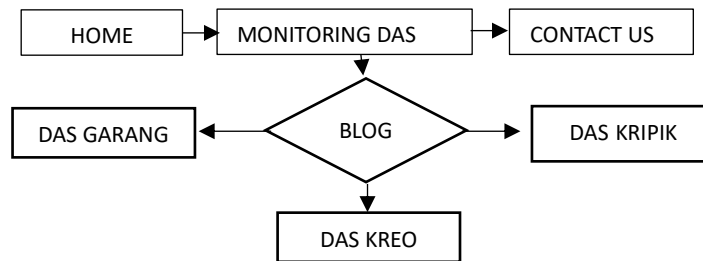 HOME
MONITORING DAS
CONTACT US
DAS GARANG
BLOG
DAS KRIPIK
DAS KREO